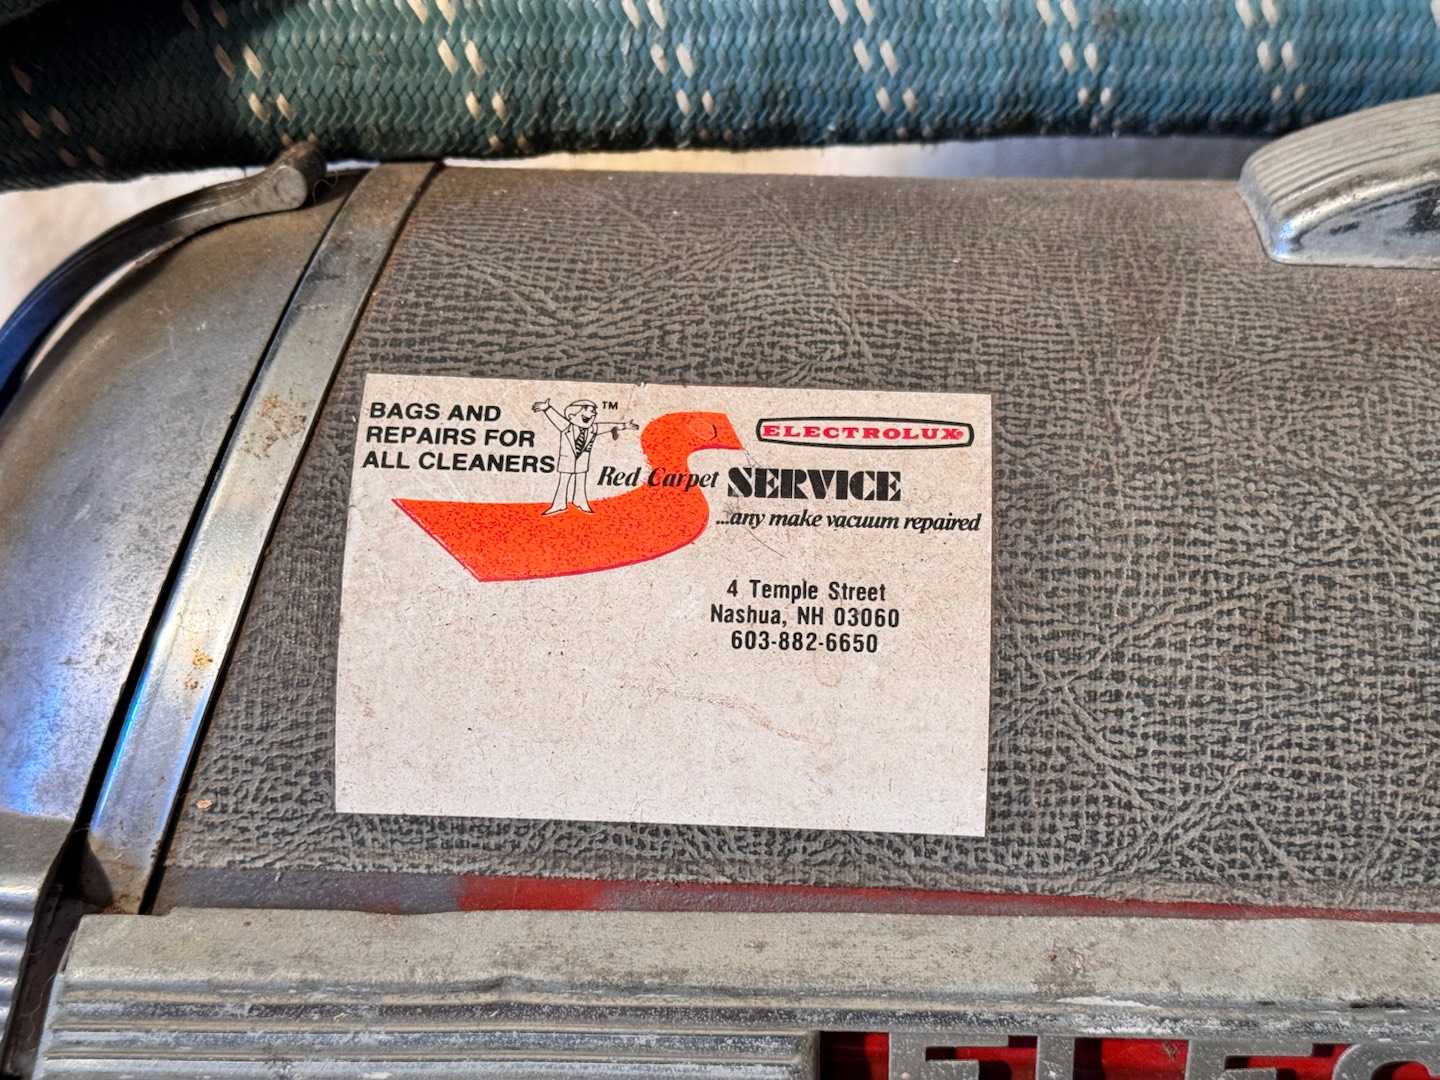 BAGS AND
REPAIRS FOR
ALL CLEANERS
TM
ELECTROLUX®
Red Carpet SERVICE
...any make vacuum repaired
4 Temple Street
Nashua, NH 03060
603-882-6650
ELEC